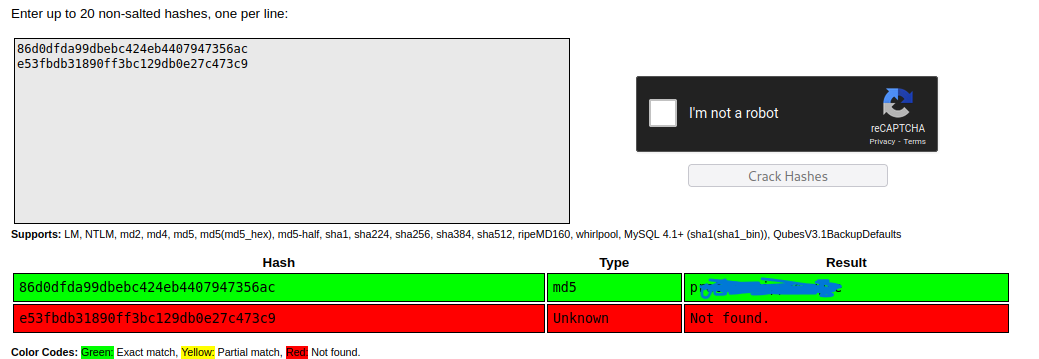 Enter up to 20 non-salted hashes, one per line:
86d0dfda99dbebc424eb4407947356ac
e53fbdb31890ff3bc129db0e27c473c9
I'm not a robot
reCAPTCHA
Privacy - Terms
Crack Hashes
Supports: LM, NTLM, md2, md4, md5, md5(md5_hex), md5-half, sha1, sha224, sha256, sha384, sha512, ripeMD160, whirlpool, MySQL 4.1+ (sha1(sha1_bin)), QubesV3.1BackupDefaults
Hash Type Result
86d0dfda99dbebc424eb4407947356ac md5
e53fbdb31890ff3bc129db0e27c473c9 Unknown Not found.
Color Codes: Green: Exact match, Yellow: Partial match, Red: Not found.